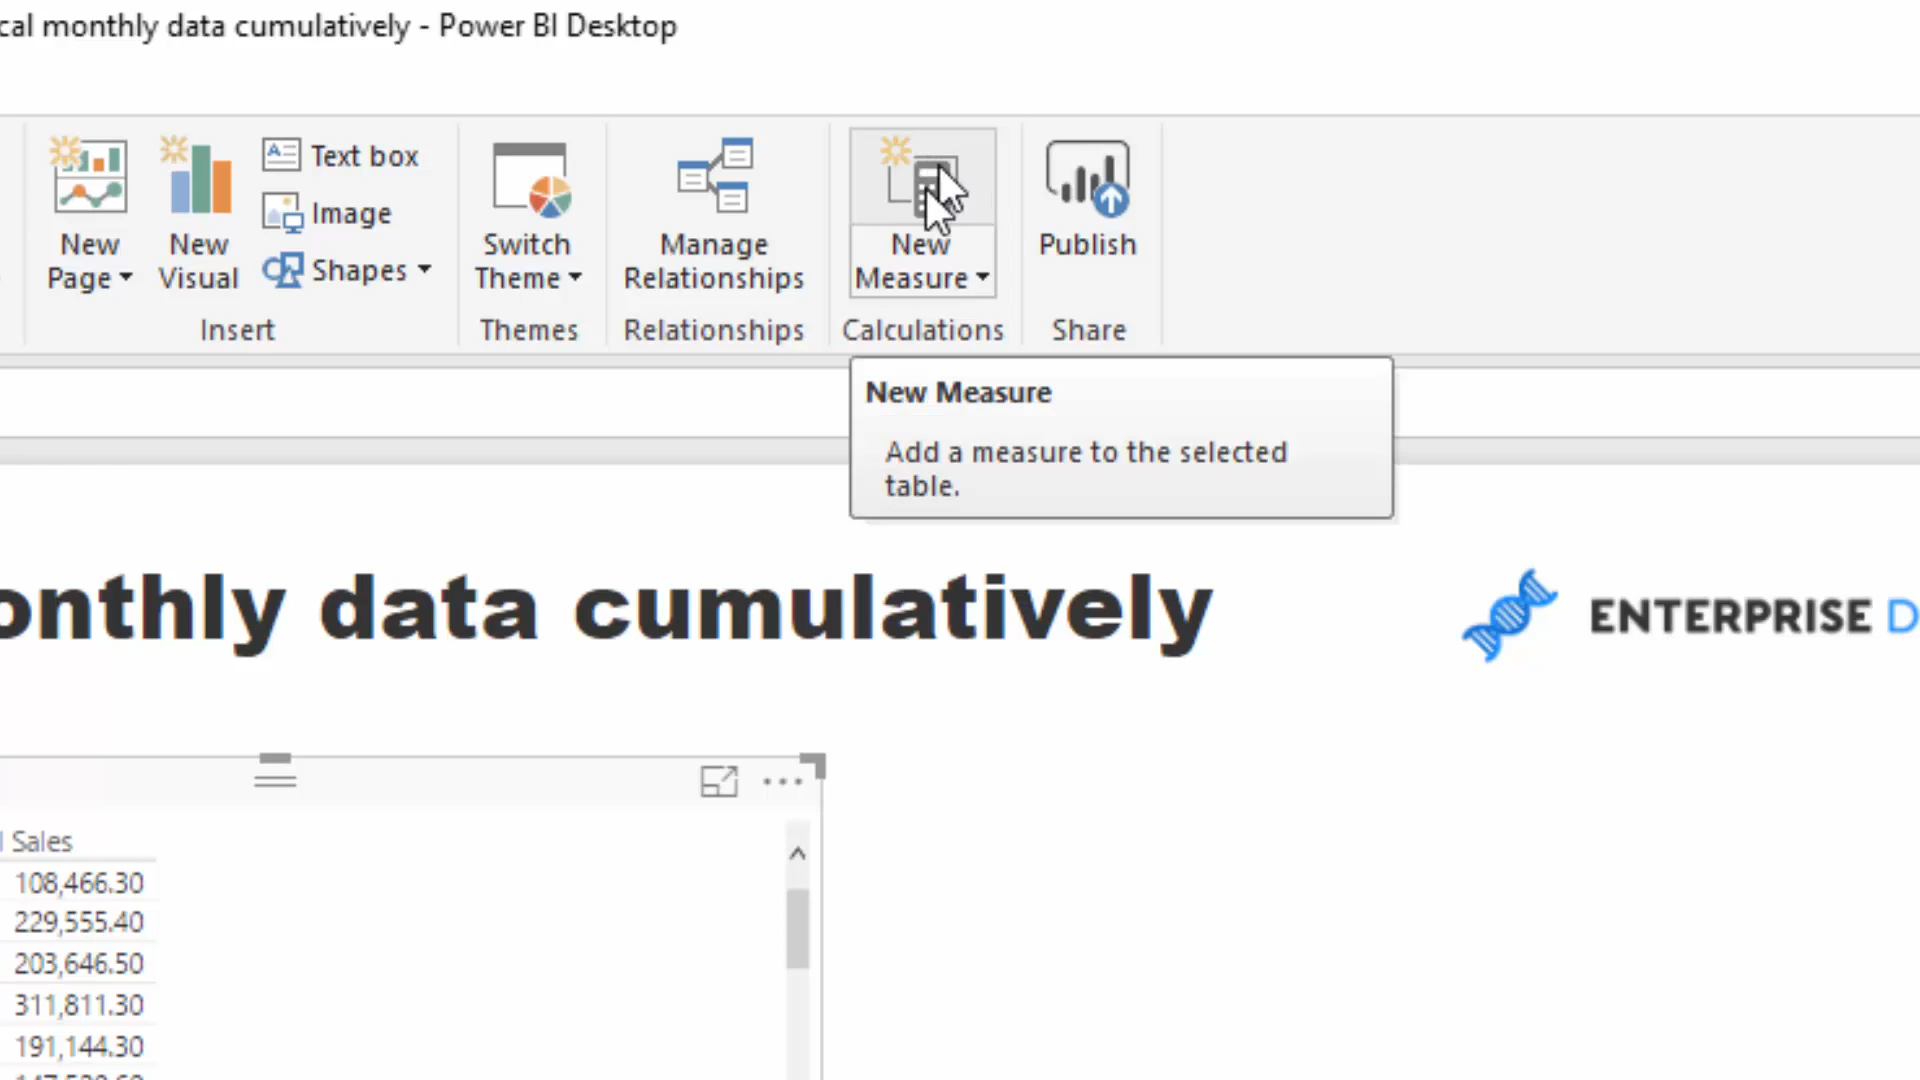 cal monthly data cumulatively - Power BI Desktop
New Page
New Visual
Text box
Image
Shapes
Insert
Switch Theme
Themes
Manage Relationships
Relationships
New Measure
Calculations
Publish
Share
New Measure
Add a measure to the selected
table.
onthly data cumulatively
ENTERPRISE D
Sales
108,466.30
229,555.40
203,646.50
311,811.30
191,144.30